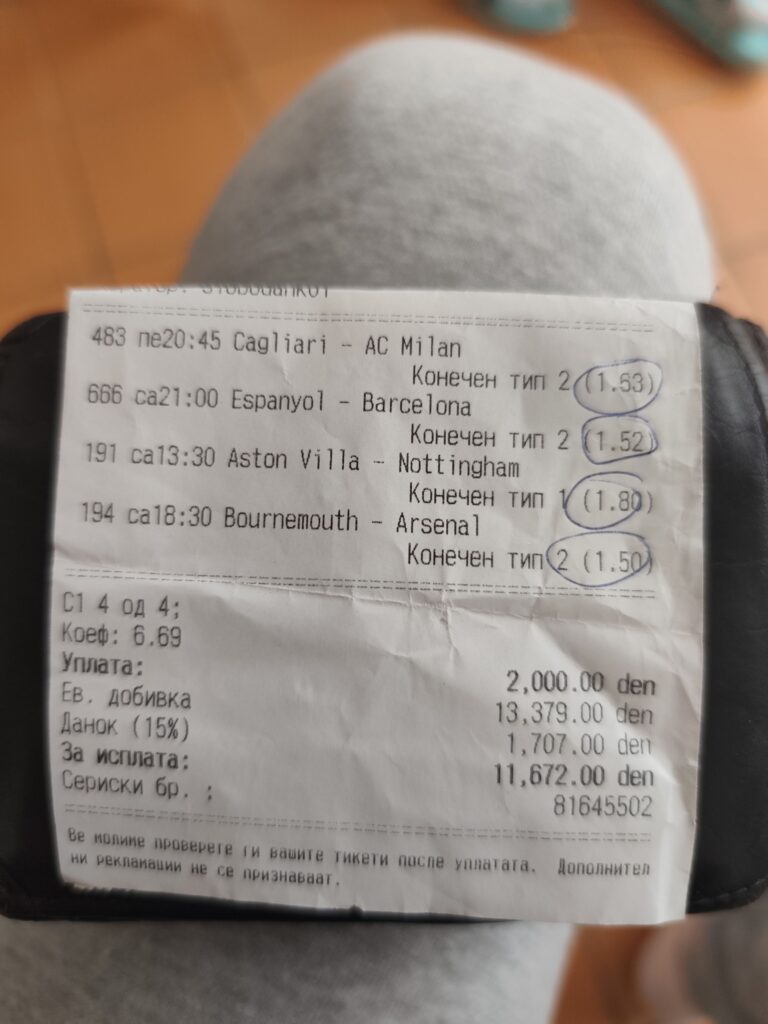 483 пе20:45 Cagliari - AC Milan
Конечен тип 2 (1.63)
666 са21:00 Espanyol - Barcelona
Конечен тип 2 (1.52)
191 са13:30 Aston Villa - Nottingham
Конечен тип 1 (1.80)
194 са18:30 Bournemouth - Arsenal
Конечен тип 2 (1.50)
С1 4 од 4;
Коеф: 6.69
Уплата: 2,000.00 den
Ев. добивка 13,379.00 den
Данок (15%) 1,707.00 den
За исплата: 11,672.00 den
Сериски бр. : 81645502
Ве молиме проверете ги вашите тикети после уплатата. Дополнител
ни рекламации не се признаваат.